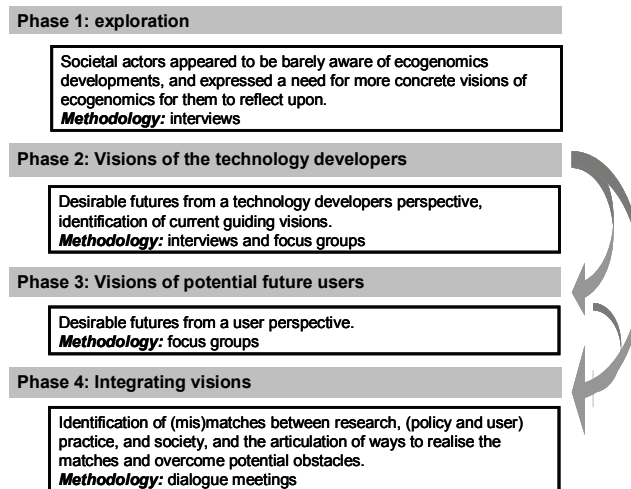 Phase 1: exploration
Societal actors appeared to be barely aware of ecogenomics
developments, and expressed a need for more concrete visions of
ecogenomics for them to reflect upon.
Methodology: interviews
Phase 2: Visions of the technology developers
Desirable futures from a technology developers perspective,
identification of current guiding visions.
Methodology: interviews and focus groups
Phase 3: Visions of potential future users
Desirable futures from a user perspective.
Methodology: focus groups
Phase 4: Integrating visions
Identification of (mis)matches between research, (policy and user)
practice, and society, and the articulation of ways to realise the
matches and overcome potential obstacles.
Methodology: dialogue meetings